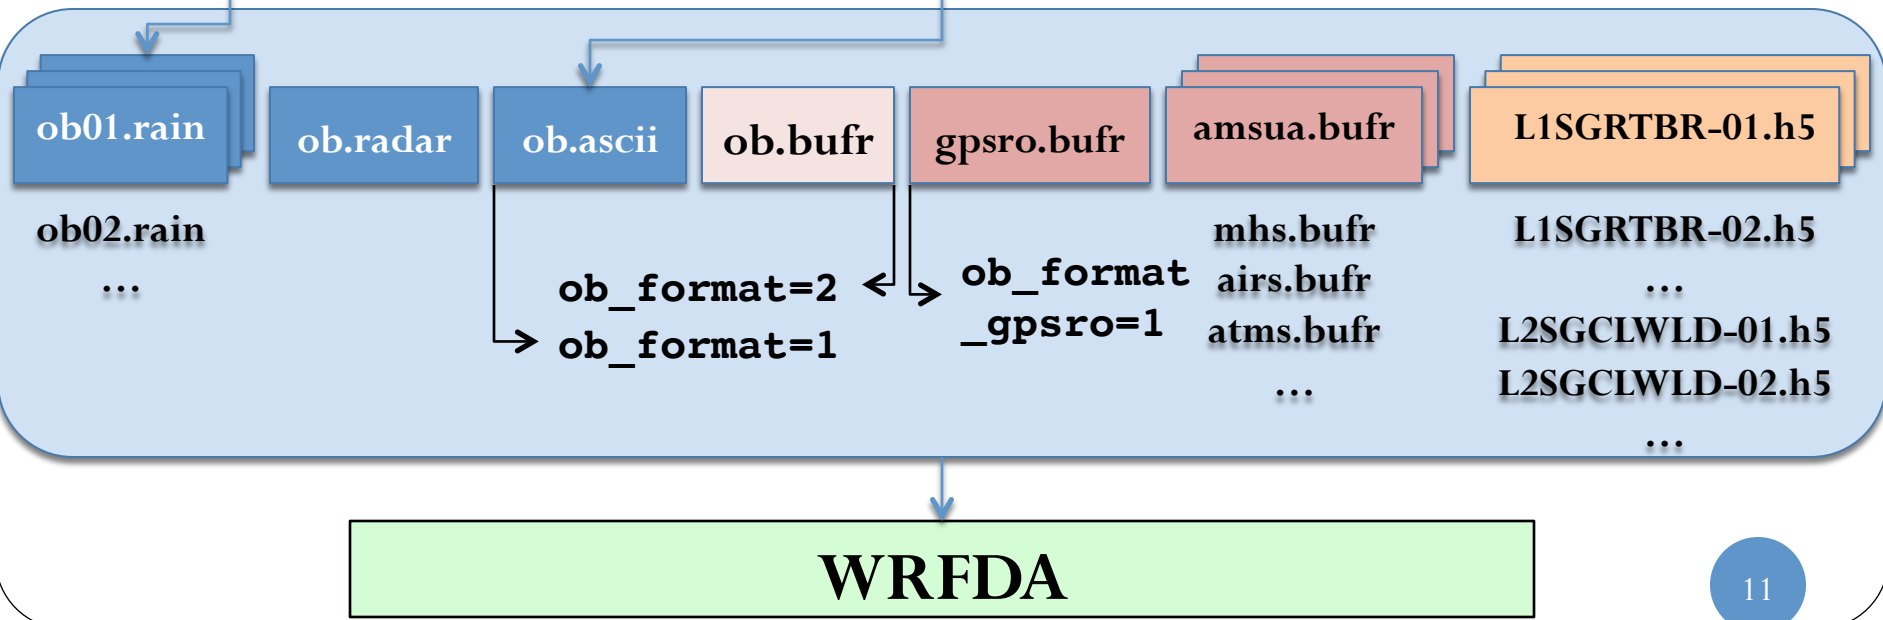 ob01.rain
ob.radar
ob.ascii
ob.bufr
gpsro.bufr
amsua.bufr
L1SGRTBR-01.h5
ob02.rain
...
ob_format=2
ob_format=1
ob_format
_gpsro=1
mhs.bufr
airs.bufr
atms.bufr
...
L1SGRTBR-02.h5
...
L2SGCLWLD-01.h5
L2SGCLWLD-02.h5
...
WRFDA
11